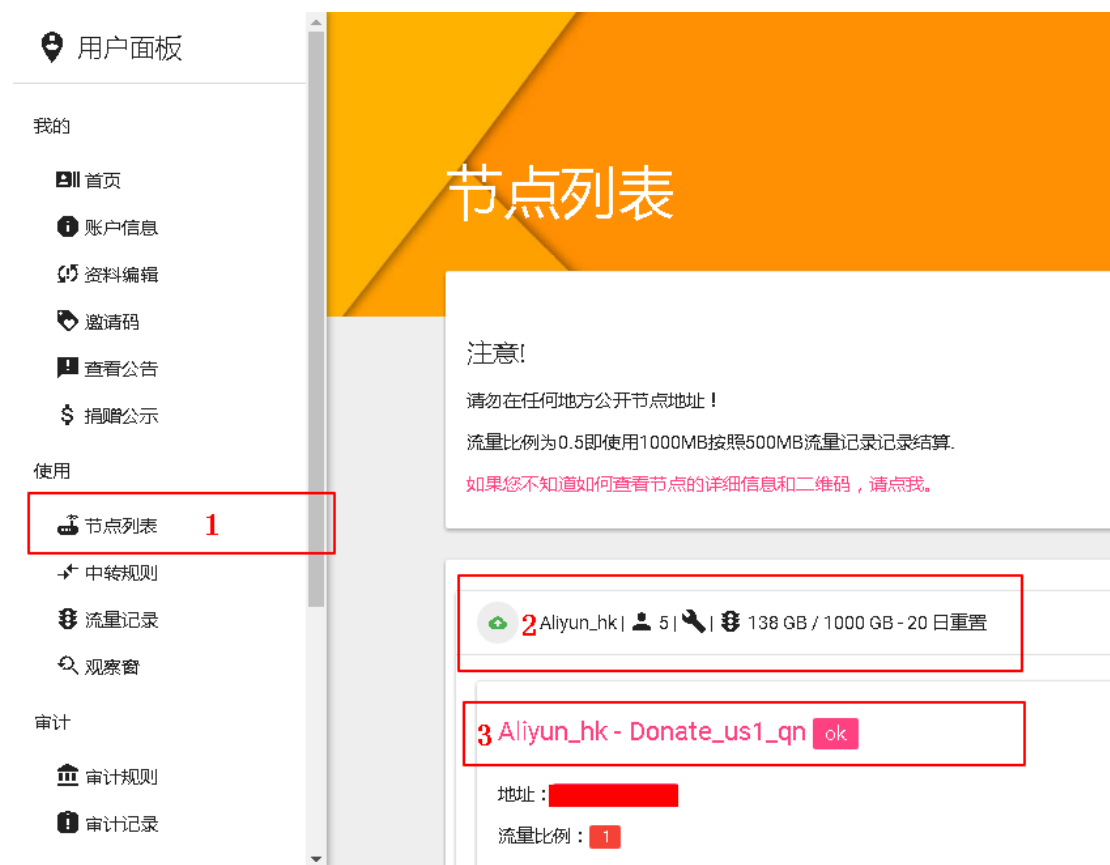 用户面板
我的
首页
账户信息
资料编辑
邀请码
查看公告
捐赠公示
使用
节点列表 1
中转规则
流量记录
观察窗
审计
审计规则
审计记录
节点列表
注意!
请勿在任何地方公开节点地址！
流量比例为0.5即使用1000MB按照500MB流量记录记录结算.
如果您不知道如何查看节点的详细信息和二维码，请点我。
2 Aliyun_hk | 5 | | 138 GB / 1000 GB - 20 日重置
3 Aliyun_hk - Donate_us1_qn ok
地址：
流量比例： 1